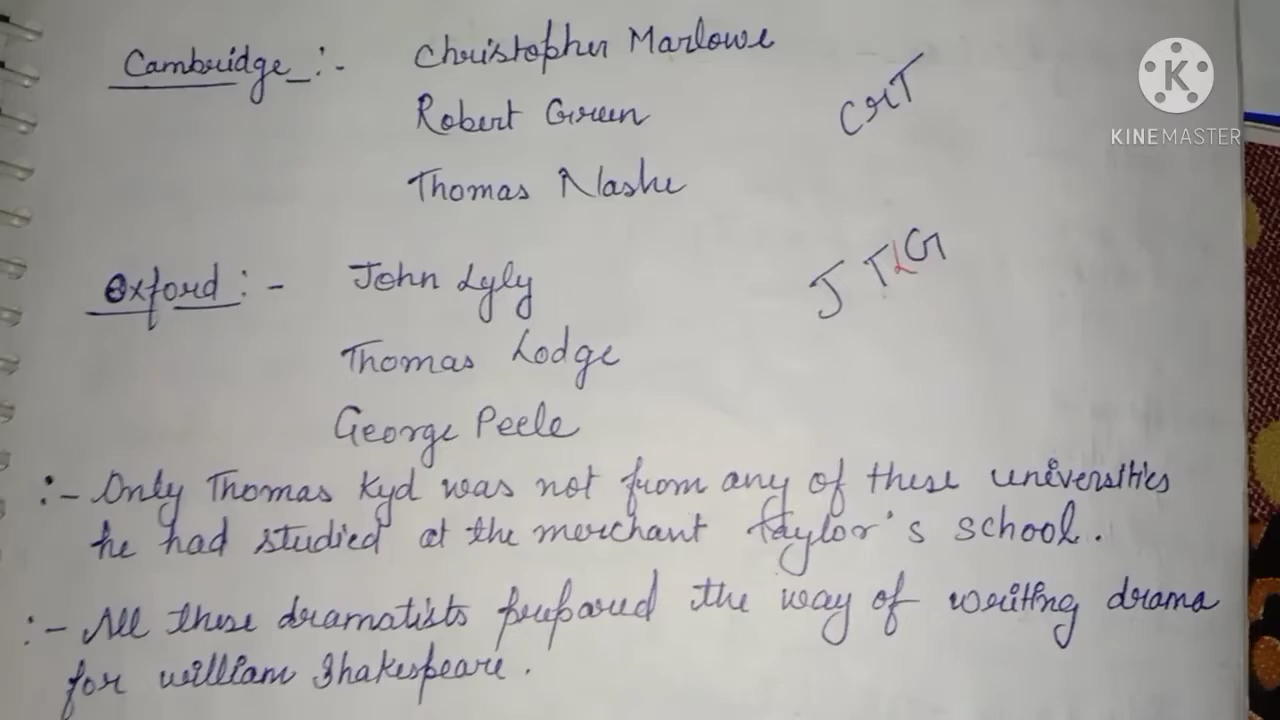 Cambridge :- Christopher Marlowe
Robert Green
Thomas Nashe
CGT
Oxford :- John Lyly
Thomas Lodge
George Peele
JTLG
:- Only Thomas Kyd was not from any of these universities
he had studied at the merchant Taylor's school.
:- All these dramatists prepared the way of writing drama
for william Shakespeare.
K
KINEMASTER